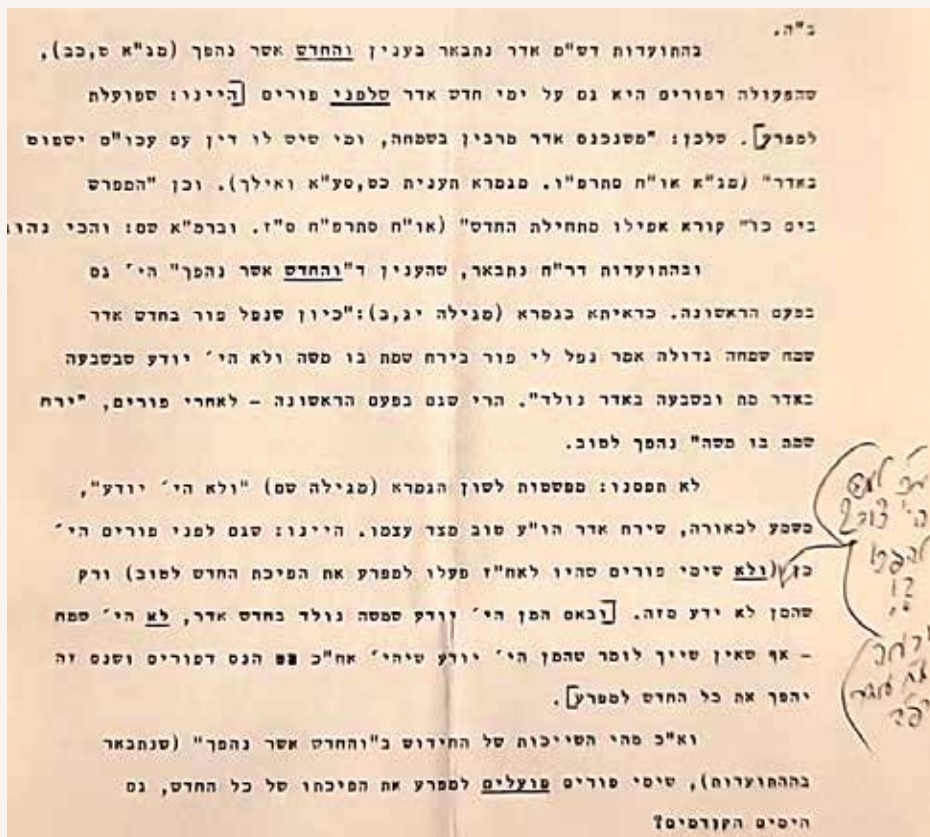 ב"ה.
בהתועדות דש"פ אדר נתבאר בענין והחדש אשר נהפך (מג"א ט,כב),
שהפעולה דפורים היא גם על ימי חדש אדר שלפני פורים [היינו: שפועלת
למפרע]. שלכן: "משנכנס אדר מרבין בשמחה, ומי שיש לו דין עם עכו"ם ישפוט
באדר" (מג"א או"ח סתרפ"ו. מגמרא תענית כט,סע"א ואילך). וכן "המפרש
בים כו" קורא אפילו מתחילת החדש" (או"ח סתרפ"ח ס"ז. וברמ"א שם: והכי נהוג
ובהתועדות דר"ח נתבאר, שהענין ד"והחדש אשר נהפך" הי' גם
בפעם הראשונה. כדאיתא בגמרא (מגילה יג,ב):"כיון שנפל פור בחדש אדר
שמח שמחה גדולה אמר נפל לי פור בירח שמת בו משה ולא הי' יודע שבשבעה
באדר מת ובשבעה באדר נולד". הרי שגם בפעם הראשונה – לאחרי פורים, "ירח
שמת בו משה" נהפך לטוב.
לא תפסנו: מפשטות לשון הגמרא (מגילה שם) "ולא הי' יודע",
משמע לכאורה, שירח אדר הו"ע טוב מצד עצמו. היינו: שגם לפני פורים הי'
כן (ולא שימי פורים שהיו לאח"ז פעלו למפרע את הפיכת החדש לטוב) ורק
שהמן לא ידע מזה. [ובאם המן הי' יודע שמשה נולד בחדש אדר, לא הי' שמח
– אף שאין שייך לומר שהמן הי' יודע שיהי' אח"כ הנס דפורים ושנס זה
יהפך את כל החדש למפרע].
וא"כ מהי השייכות של החידוש ב"והחדש אשר נהפך" (שנתבאר
בההתועדות), שימי פורים פועלים למפרע את הפיכתו של כל החדש, גם
הימים הקודמים?